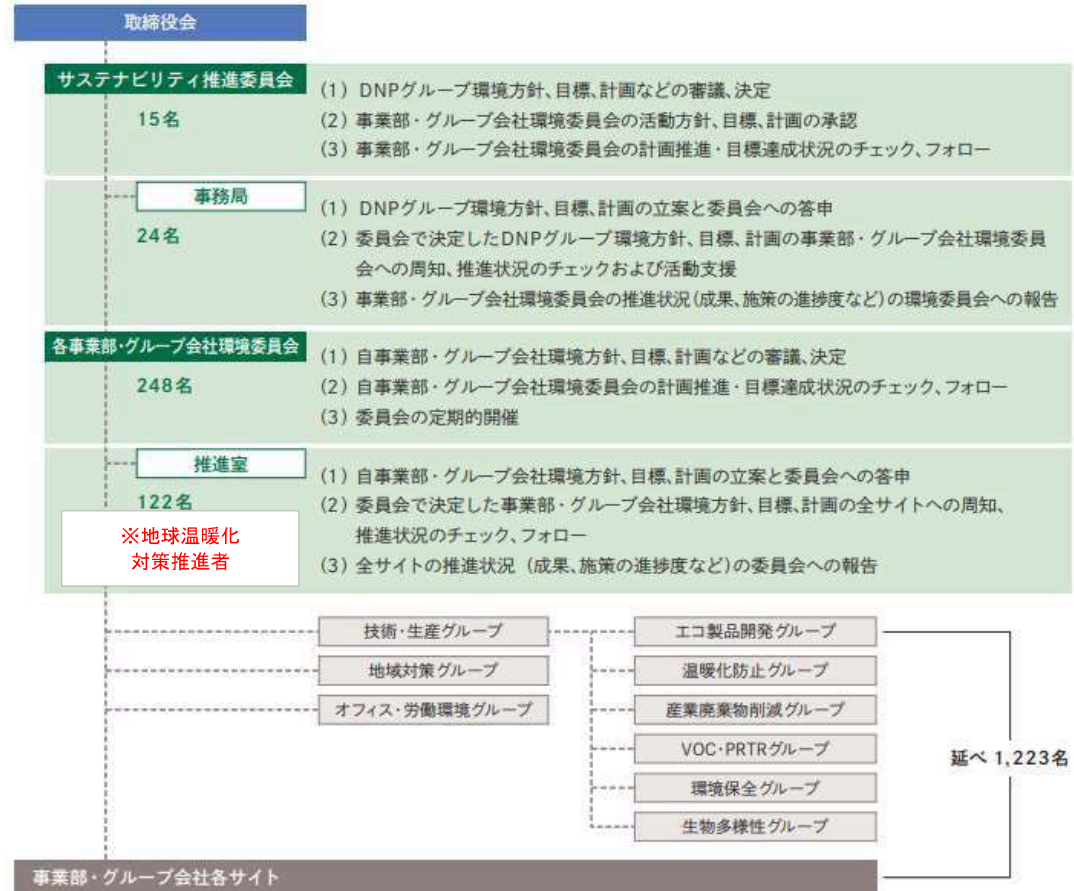 取締役会
サステナビリティ推進委員会
15名
(1) DNPグループ環境方針、目標、計画などの審議、決定
(2) 事業部・グループ会社環境委員会の活動方針、目標、計画の承認
(3) 事業部・グループ会社環境委員会の計画推進・目標達成状況のチェック、フォロー
事務局
24名
(1) DNPグループ環境方針、目標、計画の立案と委員会への答申
(2) 委員会で決定したDNPグループ環境方針、目標、計画の事業部・グループ会社環境委員
会への周知、推進状況のチェックおよび活動支援
(3) 事業部・グループ会社環境委員会の推進状況(成果、施策の進捗度など)の環境委員会への報告
各事業部・グループ会社環境委員会
248名
(1) 自事業部・グループ会社環境方針、目標、計画などの審議、決定
(2) 自事業部・グループ会社環境委員会の計画推進・目標達成状況のチェック、フォロー
(3) 委員会の定期的開催
推進室
122名
※地球温暖化
対策推進者
(1) 自事業部・グループ会社環境方針、目標、計画の立案と委員会への答申
(2) 委員会で決定した事業部・グループ会社環境方針、目標、計画の全サイトへの周知、
推進状況のチェック、フォロー
(3) 全サイトの推進状況 (成果、施策の進捗度など)の委員会への報告
技術・生産グループ
地域対策グループ
オフィス・労働環境グループ
エコ製品開発グループ
温暖化防止グループ
産業廃棄物削減グループ
VOC・PRTRグループ
環境保全グループ
生物多様性グループ
延べ 1,223名
事業部・グループ会社各サイト